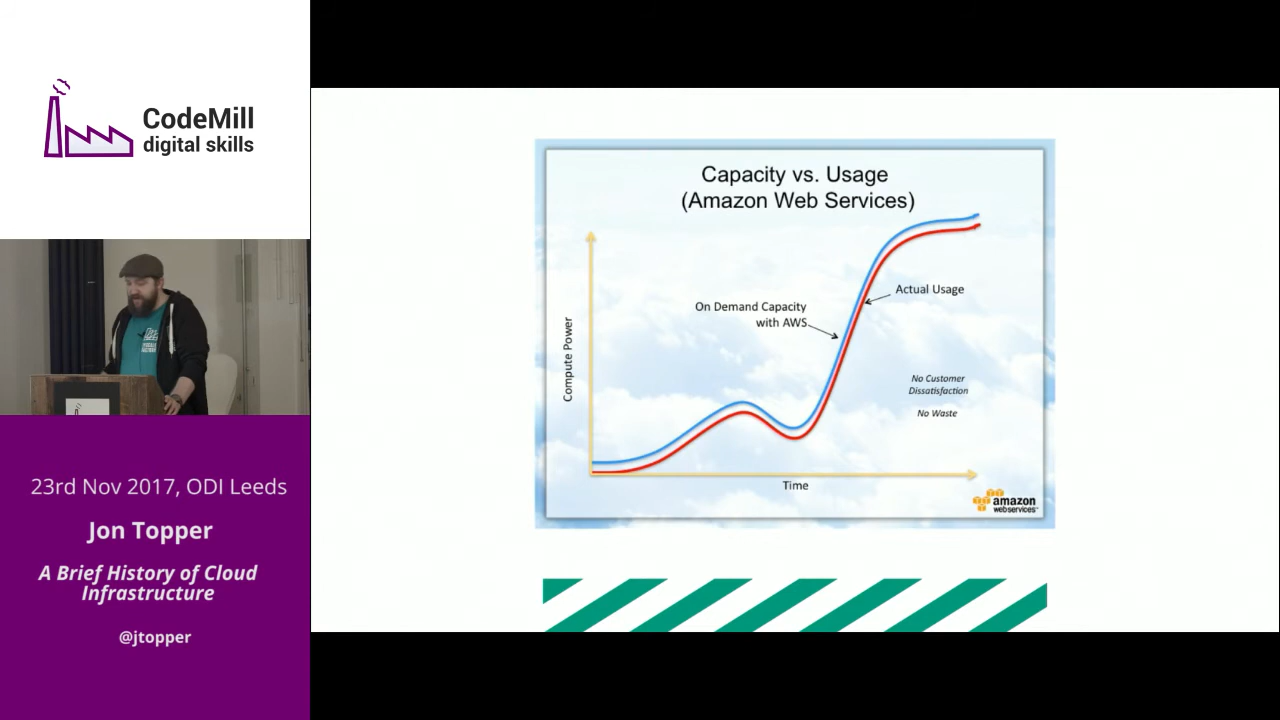 CodeMill
digital skills
23rd Nov 2017, ODI Leeds
Jon Topper
A Brief History of Cloud
Infrastructure
@jtopper
Capacity vs. Usage
(Amazon Web Services)
Actual Usage
On Demand Capacity
with AWS
Compute Power
No Customer
Dissatisfaction
No Waste
Time
amazon
webservices™